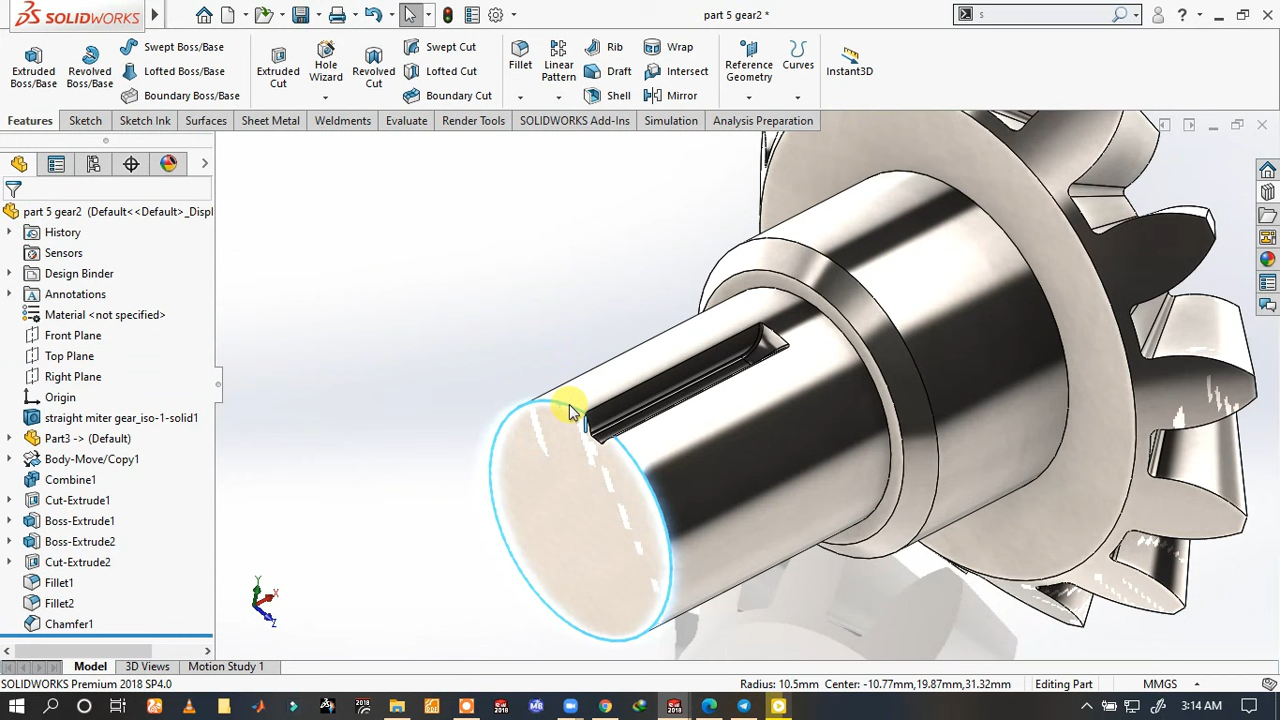 SOLIDWORKS
part 5 gear2 *
s
Extruded Boss/Base
Revolved Boss/Base
Swept Boss/Base
Lofted Boss/Base
Boundary Boss/Base
Extruded Cut
Hole Wizard
Revolved Cut
Swept Cut
Lofted Cut
Boundary Cut
Fillet
Linear Pattern
Rib
Draft
Shell
Wrap
Intersect
Mirror
Reference Geometry
Curves
Instant3D
Features
Sketch
Sketch Ink
Surfaces
Sheet Metal
Weldments
Evaluate
Render Tools
SOLIDWORKS Add-Ins
Simulation
Analysis Preparation
part 5 gear2 (Default<<Default>_Displ
History
Sensors
Design Binder
Annotations
Material <not specified>
Front Plane
Top Plane
Right Plane
Origin
straight miter gear_iso-1-solid1
Part3 -> (Default)
Body-Move/Copy1
Combine1
Cut-Extrude1
Boss-Extrude1
Boss-Extrude2
Cut-Extrude2
Fillet1
Fillet2
Chamfer1
Y
X
Z
Model
3D Views
Motion Study 1
SOLIDWORKS Premium 2018 SP4.0
Radius: 10.5mm Center: -10.77mm,19.87mm,31.32mm
Editing Part
MMGS
3:14 AM